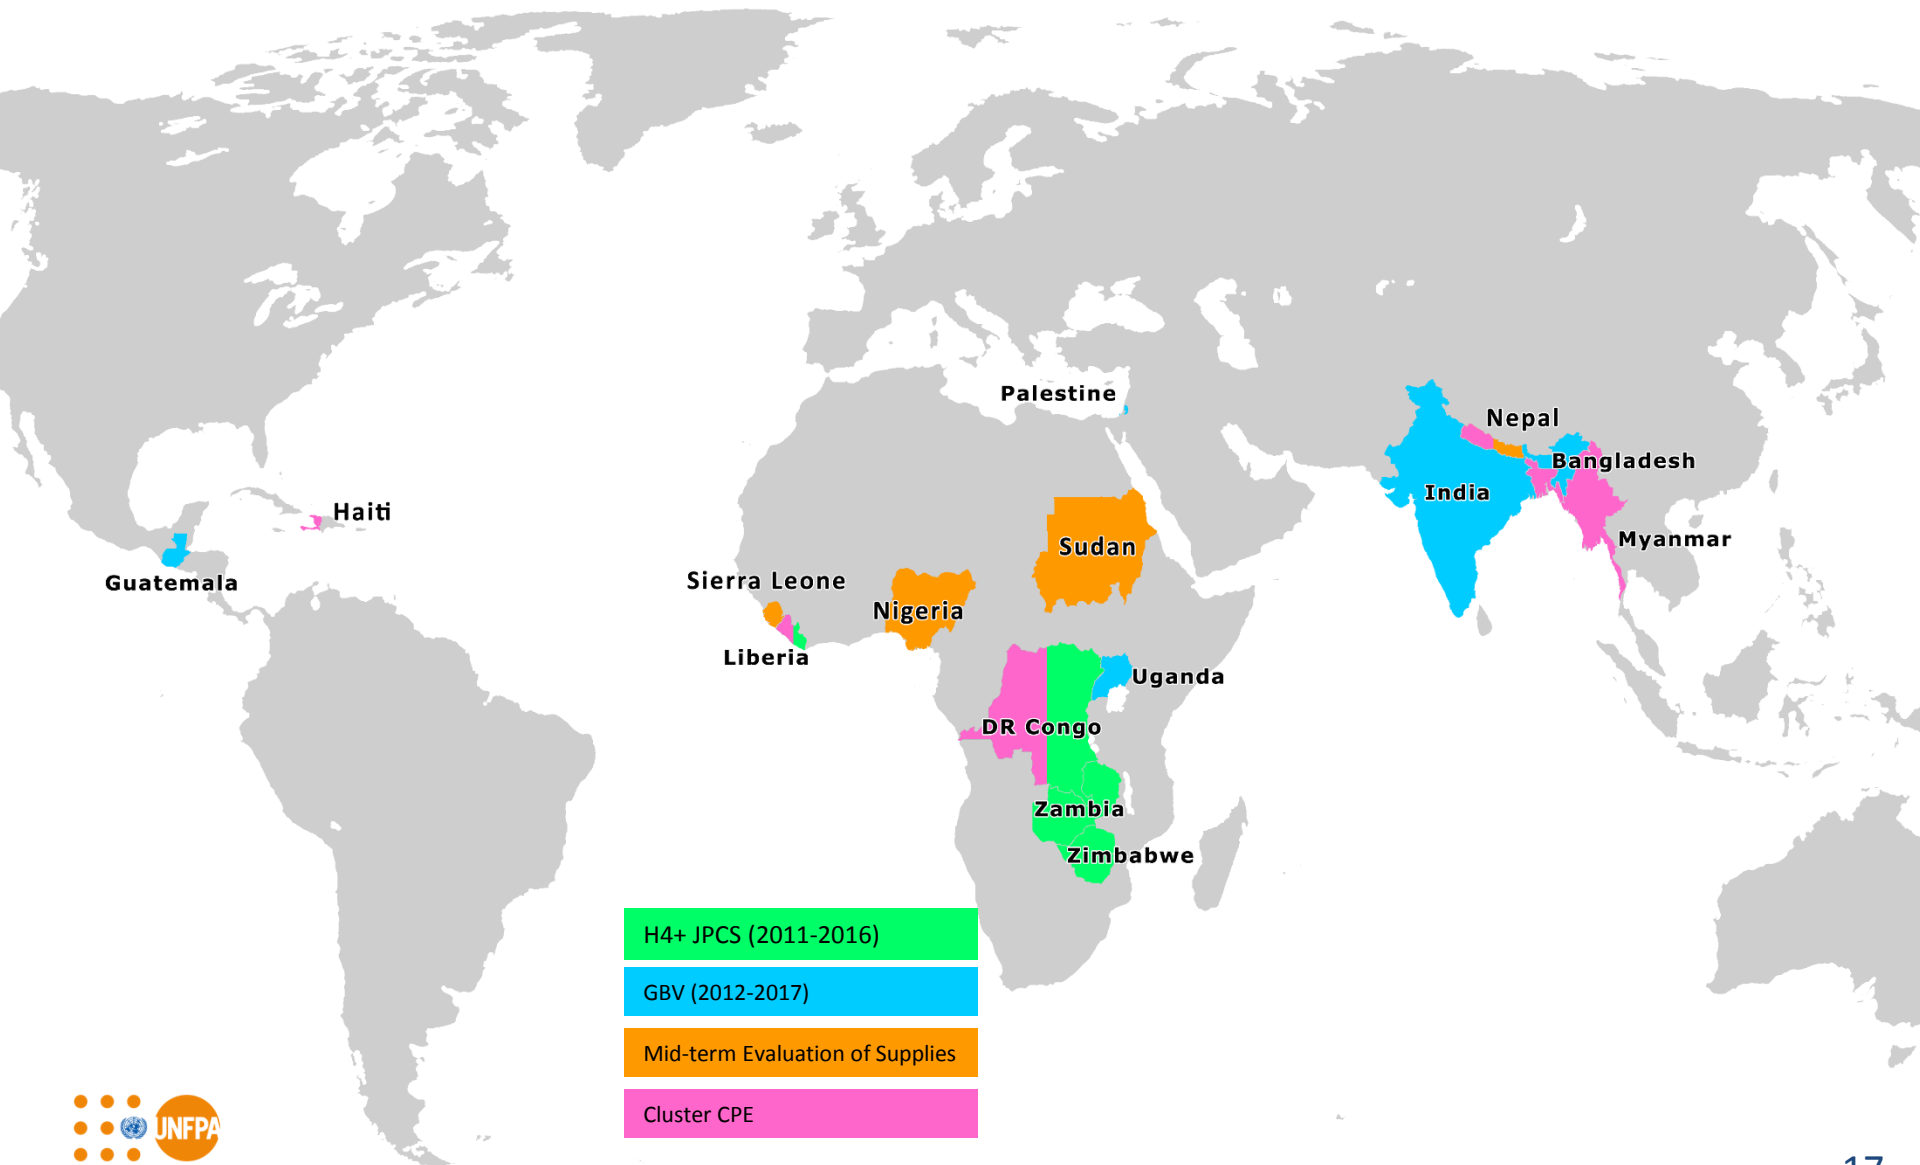 Palestine
Nepal
Bangladesh
India
Haiti
Myanmar
Sudan
Guatemala
Sierra Leone
Nigeria
Liberia
Uganda
DR Congo
Zambia
Zimbabwe
H4+ JPCS (2011-2016)
GBV (2012-2017)
Mid-term Evaluation of Supplies
Cluster CPE
UNFPA
17